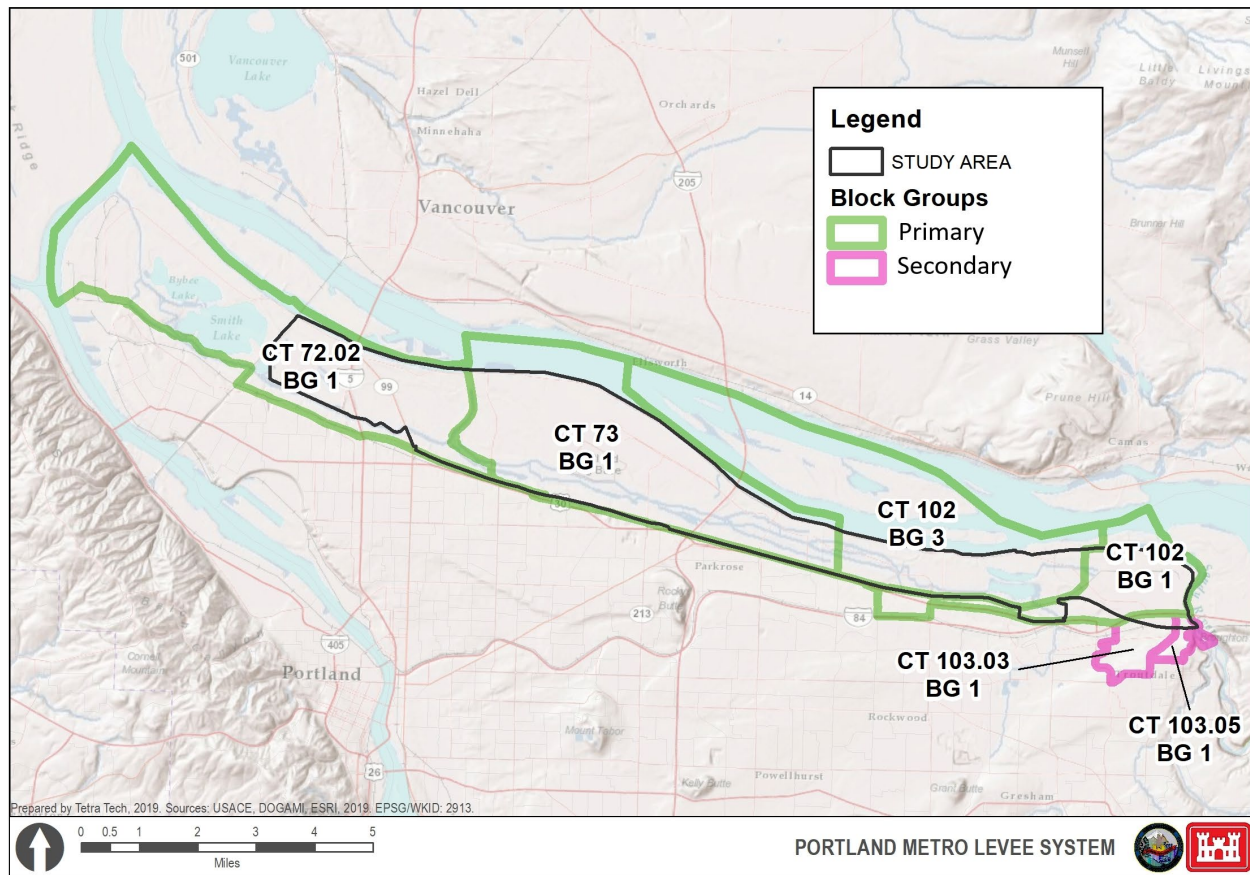 501
Vancouver
Lake
Hazel Dell
Minnehaha
Orchards
Munsell
Hill
Little
Baldy
Livings
Mount
Ridge
205
Vancouver
Legend
STUDY AREA
Block Groups
Primary
Secondary
Brunner Hill
Bybee
Lake
Smith
Lake
CT 72.02
BG 1
5
99
Ellsworth
14
Grass Valley
Prune Hill
Camas
CT 73
BG 1
30
CT 102
BG 3
CT 102
BG 1
Parkrose
Rocky
Butte
213
84
405
Cornell
Mountain
Portland
CT 103.03
BG 1
Troutdale
CT 103.05
BG 1
Rockwood
Mount Tabor
26
Kelly Butte
Powellhurst
Grant Butte
Gresham
Prepared by Tetra Tech, 2019. Sources: USACE, DOGAMI, ESRI, 2019. EPSG/WKID: 2913.
0 0.5 1 2 3 4 5
Miles
PORTLAND METRO LEVEE SYSTEM